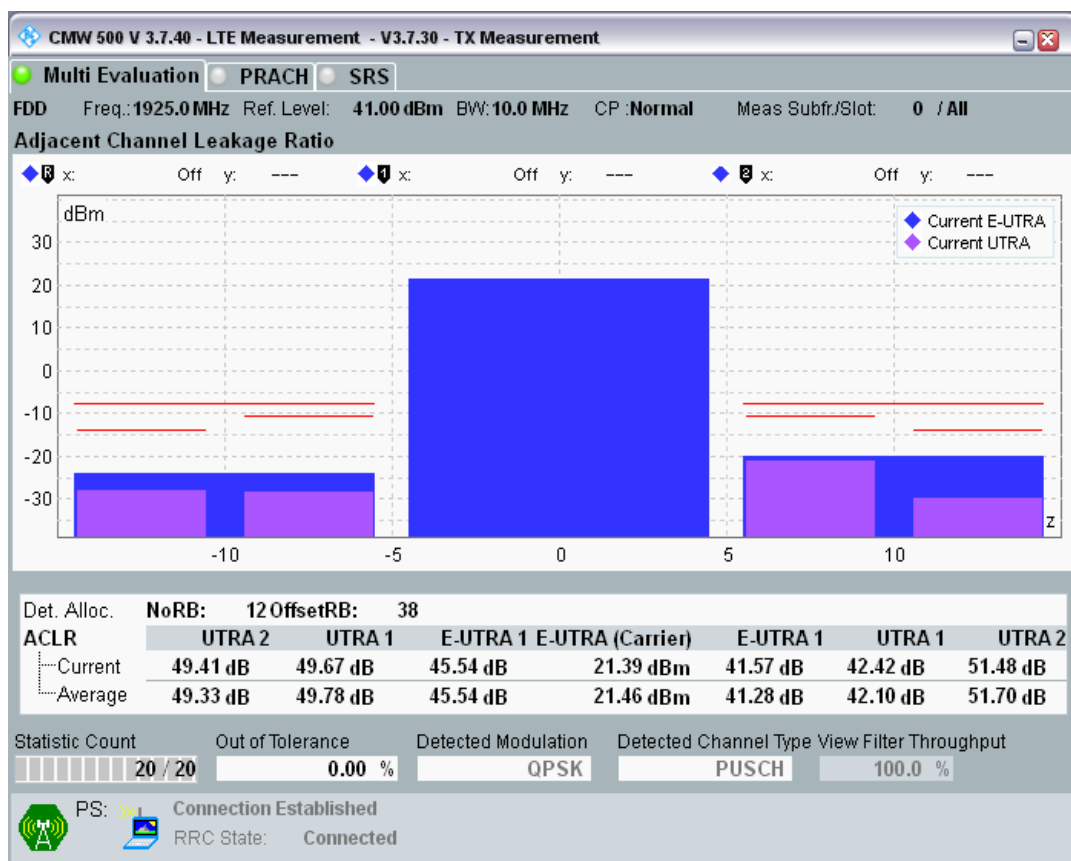 CMW 500 V 3.7.40 - LTE Measurement - V3.7.30 - TX Measurement
Multi Evaluation PRACH SRS
FDD Freq.: 1925.0 MHz Ref. Level: 41.00 dBm BW: 10.0 MHz CP : Normal Meas Subfr./Slot: 0 / All
Adjacent Channel Leakage Ratio
R x: Off y: --- 1 x: Off y: --- 2 x: Off y: ---
dBm
Current E-UTRA
Current UTRA
30
20
10
0
-10
-20
-30
z
-10 -5 0 5 10
Det. Alloc. NoRB: 12 OffsetRB: 38
ACLR UTRA 2 UTRA 1 E-UTRA 1 E-UTRA (Carrier) E-UTRA 1 UTRA 1 UTRA 2
Current 49.41 dB 49.67 dB 45.54 dB 21.39 dBm 41.57 dB 42.42 dB 51.48 dB
Average 49.33 dB 49.78 dB 45.54 dB 21.46 dBm 41.28 dB 42.10 dB 51.70 dB
Statistic Count Out of Tolerance Detected Modulation Detected Channel Type View Filter Throughput
20 / 20 0.00 % QPSK PUSCH 100.0 %
PS: Connection Established
RRC State: Connected